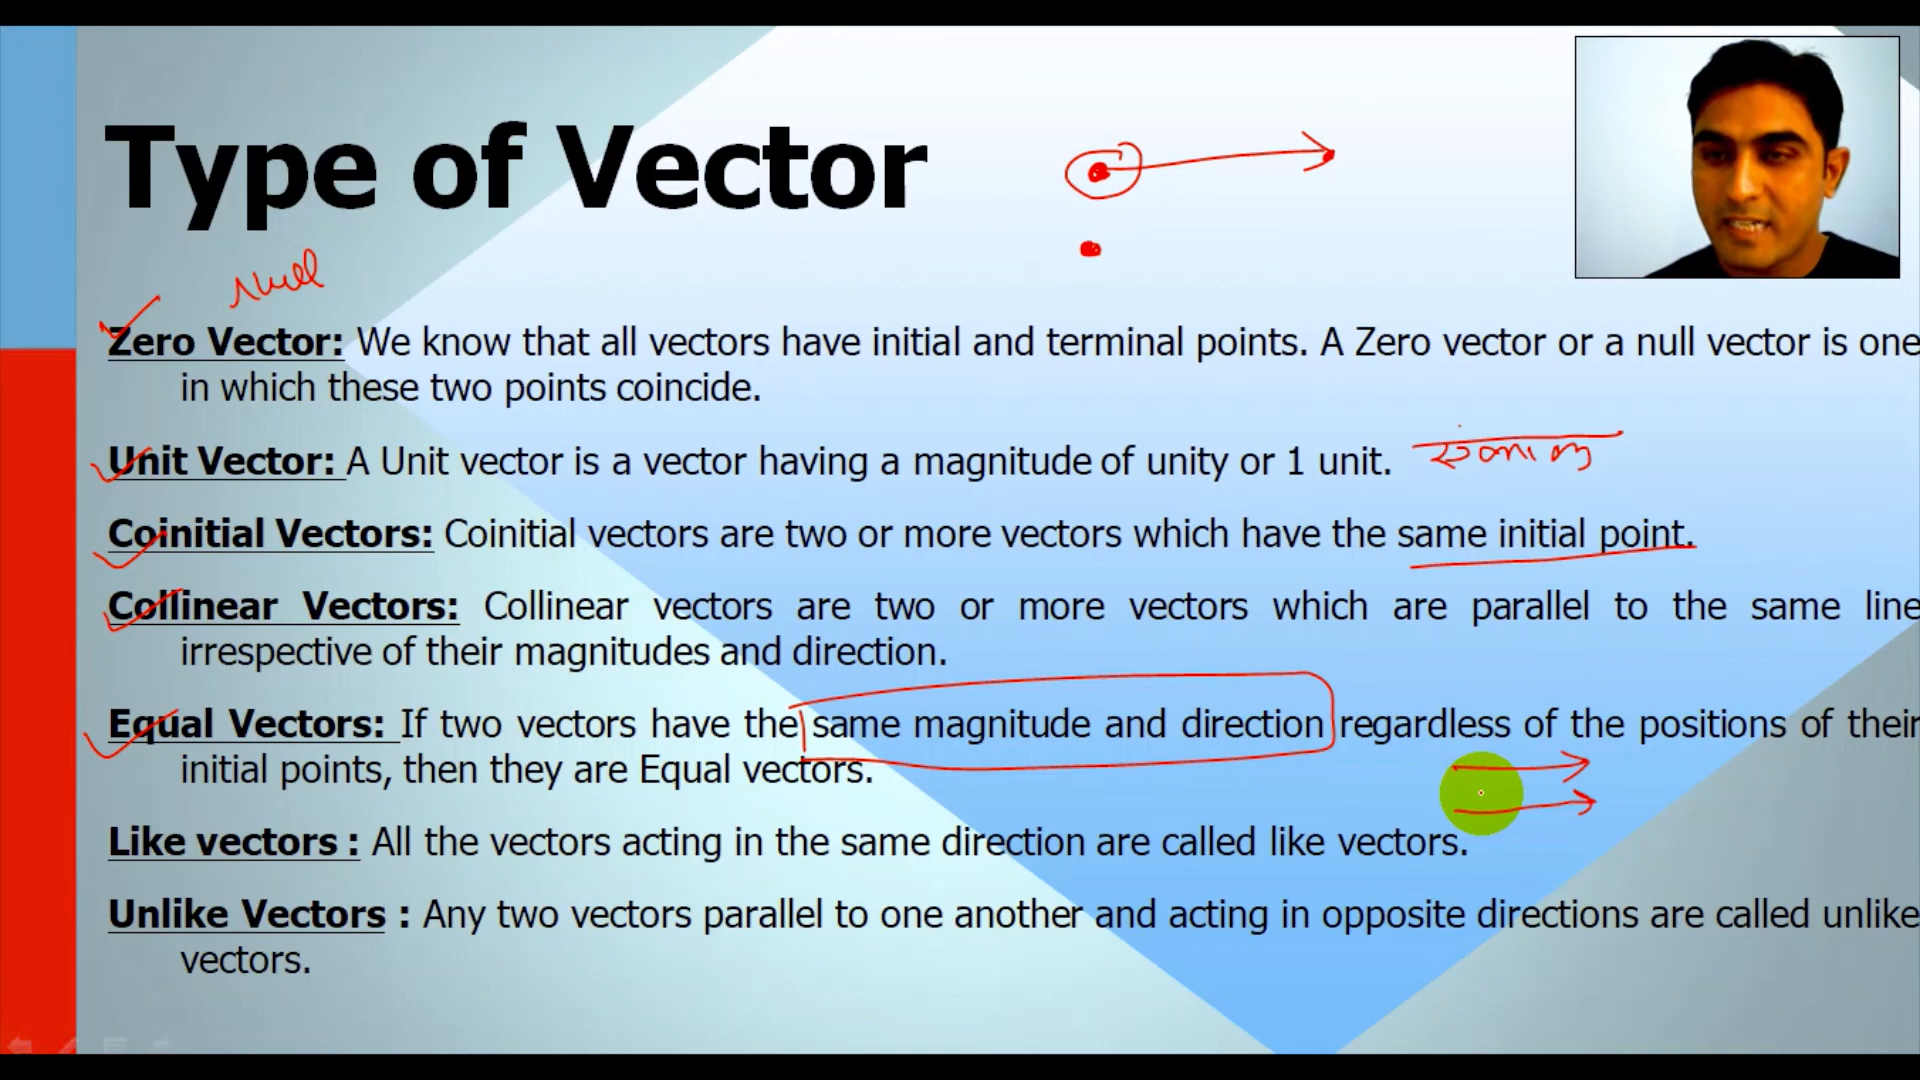 Type of Vector
Null
Zero Vector: We know that all vectors have initial and terminal points. A Zero vector or a null vector is one
in which these two points coincide.
Unit Vector: A Unit vector is a vector having a magnitude of unity or 1 unit.
Coinitial Vectors: Coinitial vectors are two or more vectors which have the same initial point.
Collinear Vectors: Collinear vectors are two or more vectors which are parallel to the same line
irrespective of their magnitudes and direction.
Equal Vectors: If two vectors have the same magnitude and direction regardless of the positions of their
initial points, then they are Equal vectors.
Like vectors : All the vectors acting in the same direction are called like vectors.
Unlike Vectors : Any two vectors parallel to one another and acting in opposite directions are called unlike
vectors.